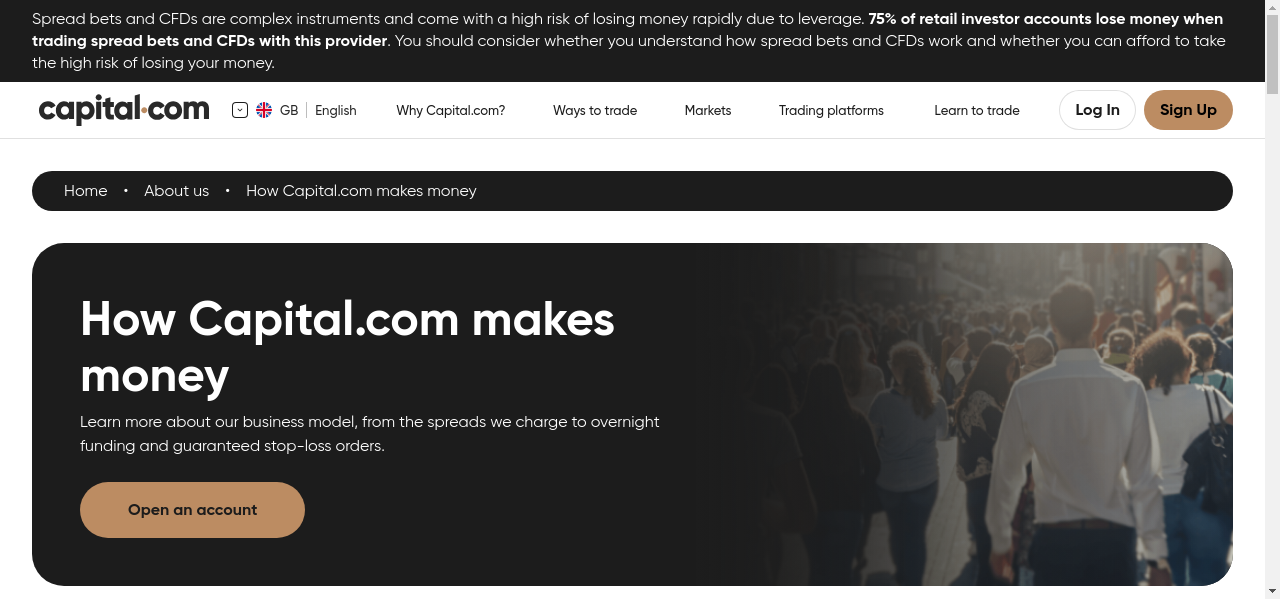 Spread bets and CFDs are complex instruments and come with a high risk of losing money rapidly due to leverage. 75% of retail investor accounts lose money when
trading spread bets and CFDs with this provider. You should consider whether you understand how spread bets and CFDs work and whether you can afford to take
the high risk of losing your money.
capital.com GB English Why Capital.com? Ways to trade Markets Trading platforms Learn to trade Log In Sign Up
Home • About us • How Capital.com makes money
How Capital.com makes
money
Learn more about our business model, from the spreads we charge to overnight
funding and guaranteed stop-loss orders.
Open an account